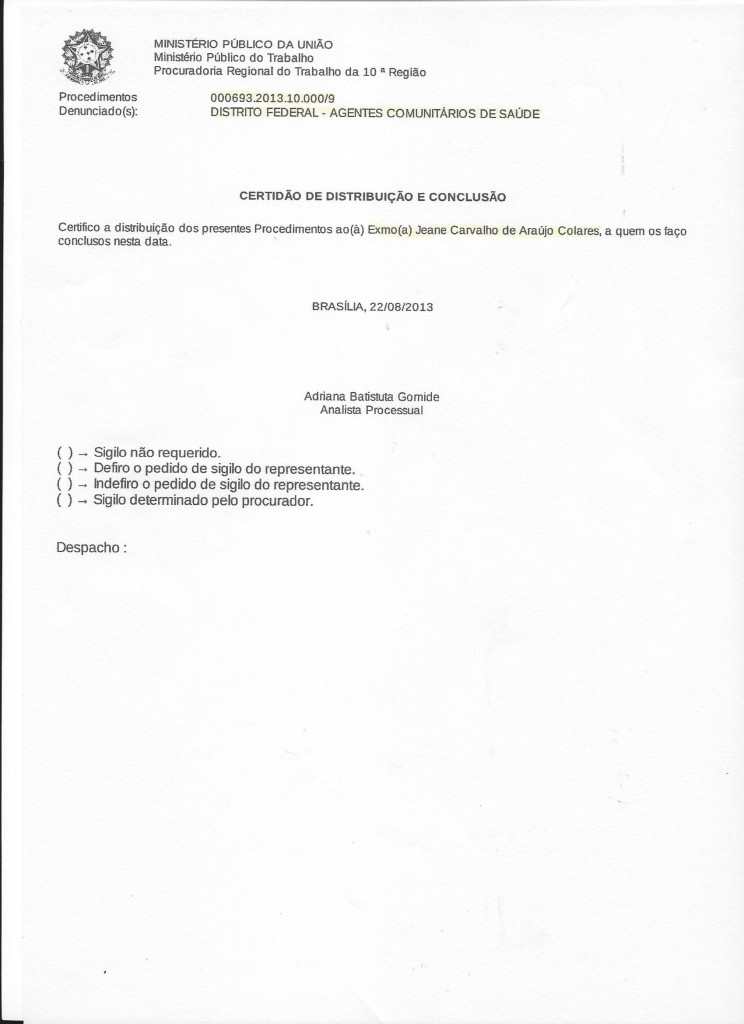 MINISTÉRIO PÚBLICO DA UNIÃO
Ministério Público do Trabalho
Procuradoria Regional do Trabalho da 10 ª Região
Procedimentos 000693.2013.10.000/9
Denunciado(s): DISTRITO FEDERAL - AGENTES COMUNITÁRIOS DE SAÚDE
CERTIDÃO DE DISTRIBUIÇÃO E CONCLUSÃO
Certifico a distribuição dos presentes Procedimentos ao(à) Exmo(a) Jeane Carvalho de Araújo Colares, a quem os faço
conclusos nesta data.
BRASÍLIA, 22/08/2013
Adriana Batistuta Gomide
Analista Processual
( ) → Sigilo não requerido.
( ) → Defiro o pedido de sigilo do representante.
( ) → Indefiro o pedido de sigilo do representante.
( ) → Sigilo determinado pelo procurador.
Despacho :